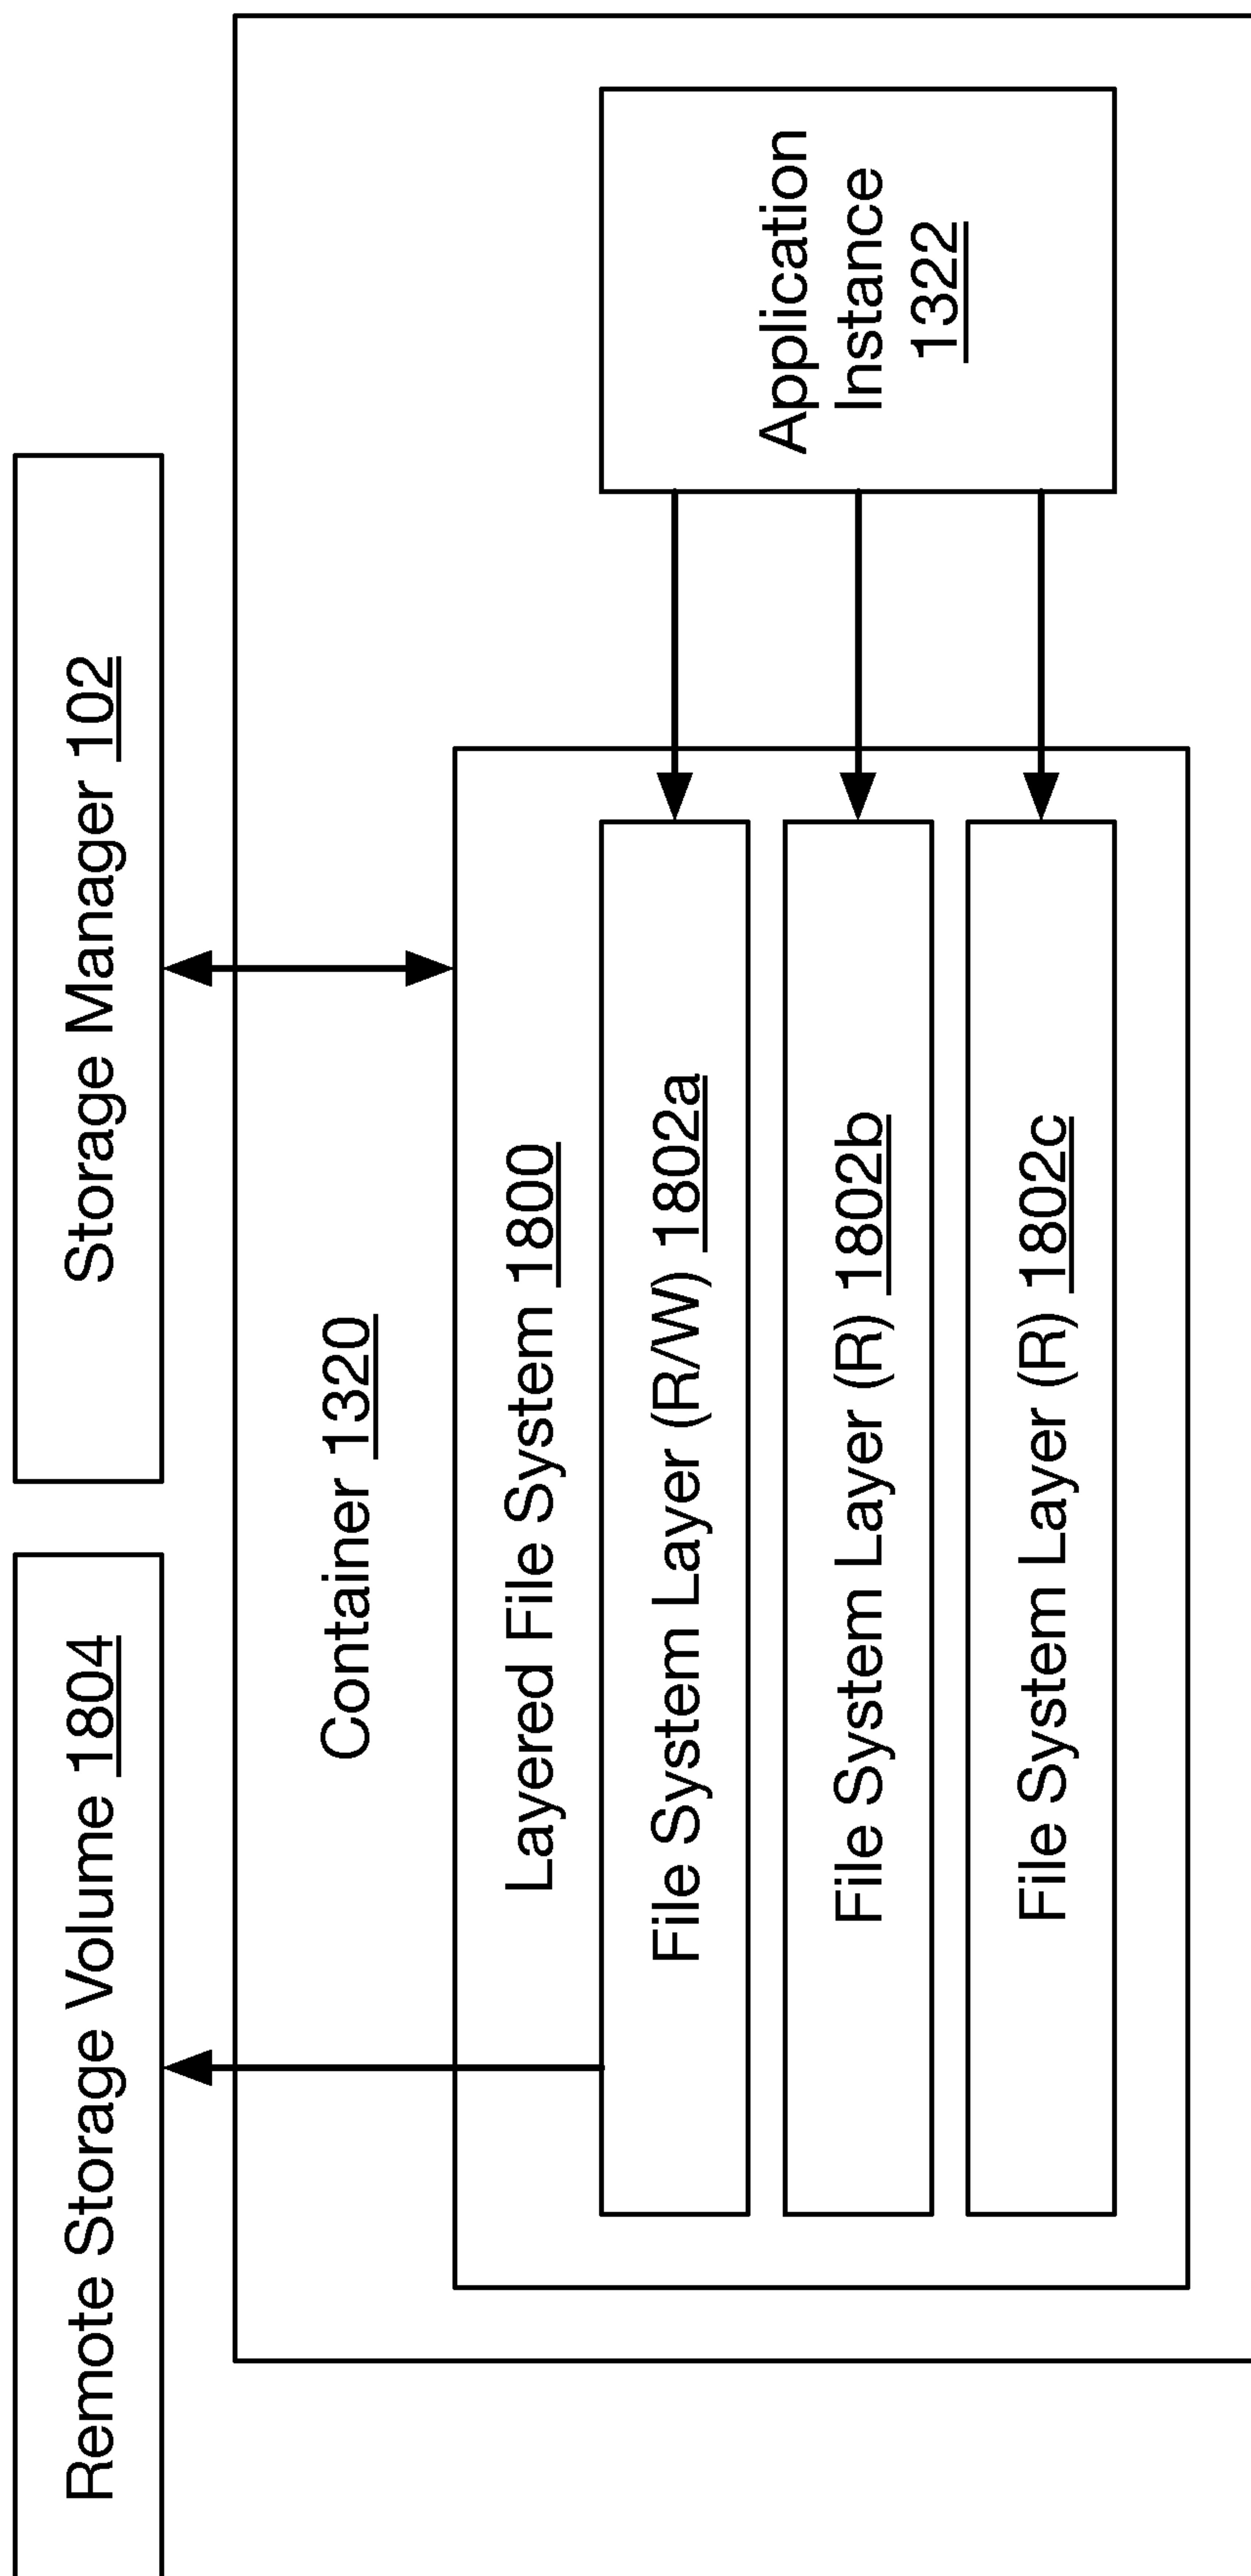 Remote Storage Volume 1804
Storage Manager 102
Container 1320
Layered File System 1800
File System Layer (R/W) 1802a
File System Layer (R) 1802b
File System Layer (R) 1802c
Application
Instance
1322